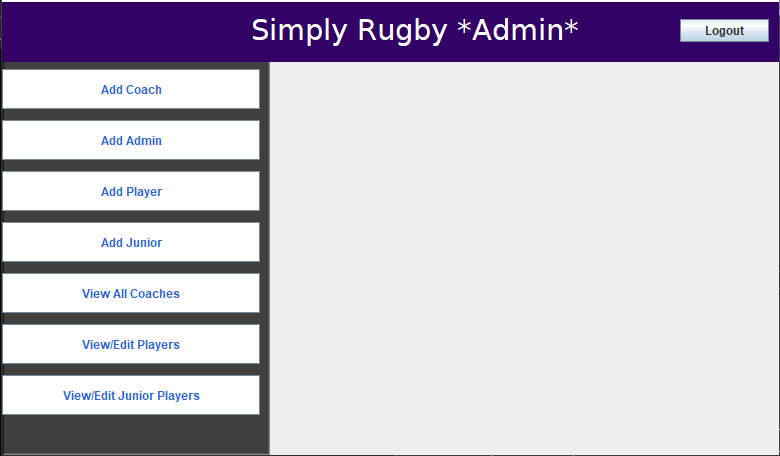 Simply Rugby *Admin*
Logout
Add Coach
Add Admin
Add Player
Add Junior
View All Coaches
View/Edit Players
View/Edit Junior Players